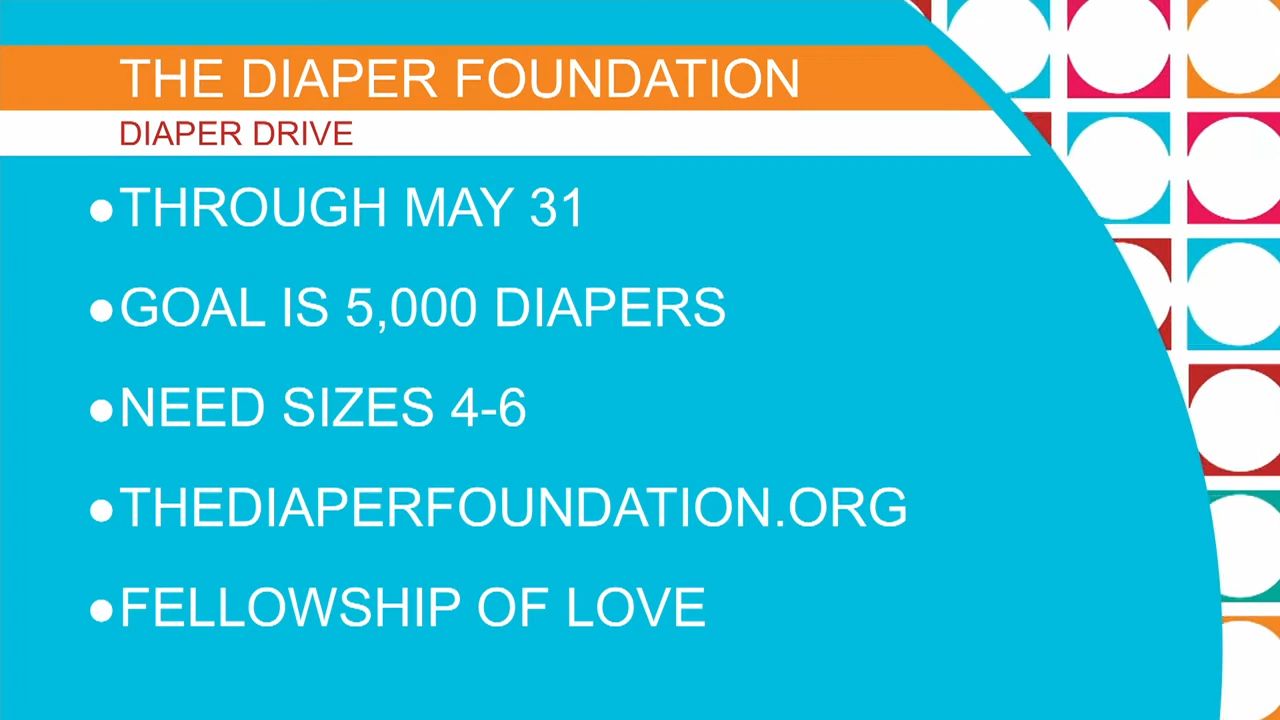 THE DIAPER FOUNDATION
DIAPER DRIVE
●THROUGH MAY 31
●GOAL IS 5,000 DIAPERS
●NEED SIZES 4-6
●THEDIAPERFOUNDATION.ORG
●FELLOWSHIP OF LOVE